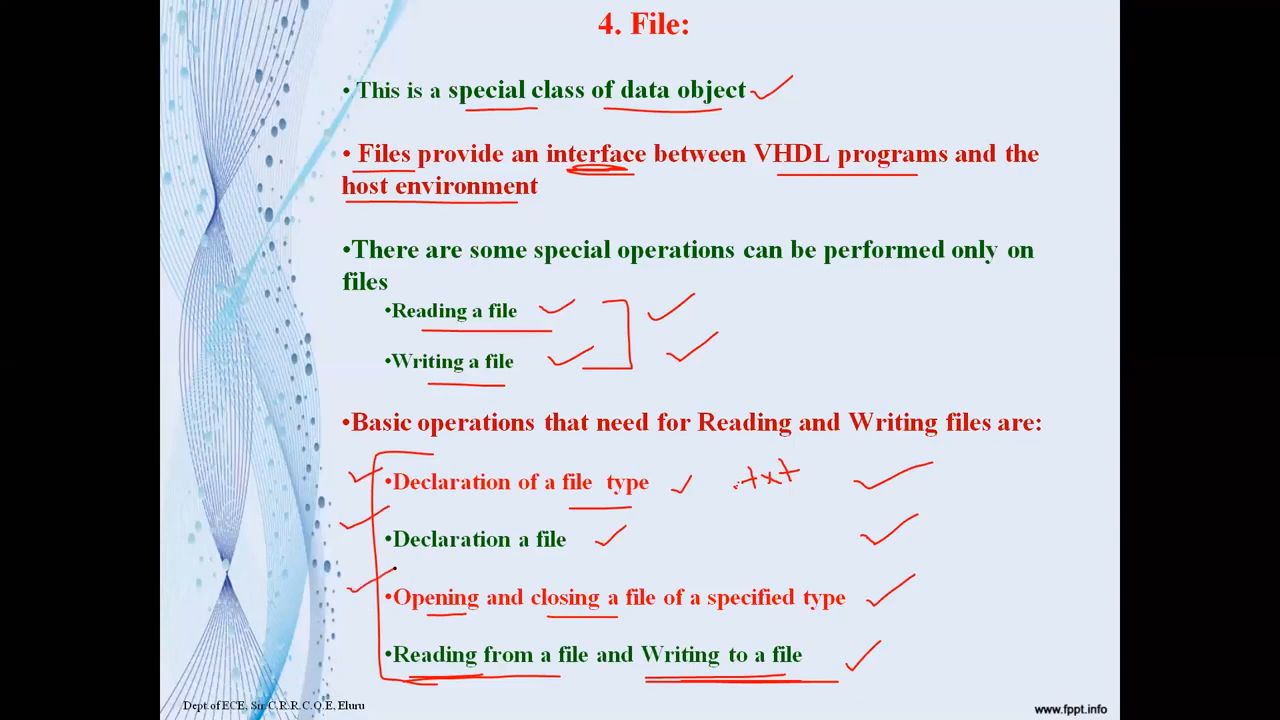 4. File:
• This is a special class of data object
• Files provide an interface between VHDL programs and the
host environment
•There are some special operations can be performed only on
files
•Reading a file
•Writing a file
•Basic operations that need for Reading and Writing files are:
•Declaration of a file type .txt
•Declaration a file
•Opening and closing a file of a specified type
•Reading from a file and Writing to a file
Dept.of ECE, Sir.C.R.R.C.O.E, Eluru
www.fppt.info